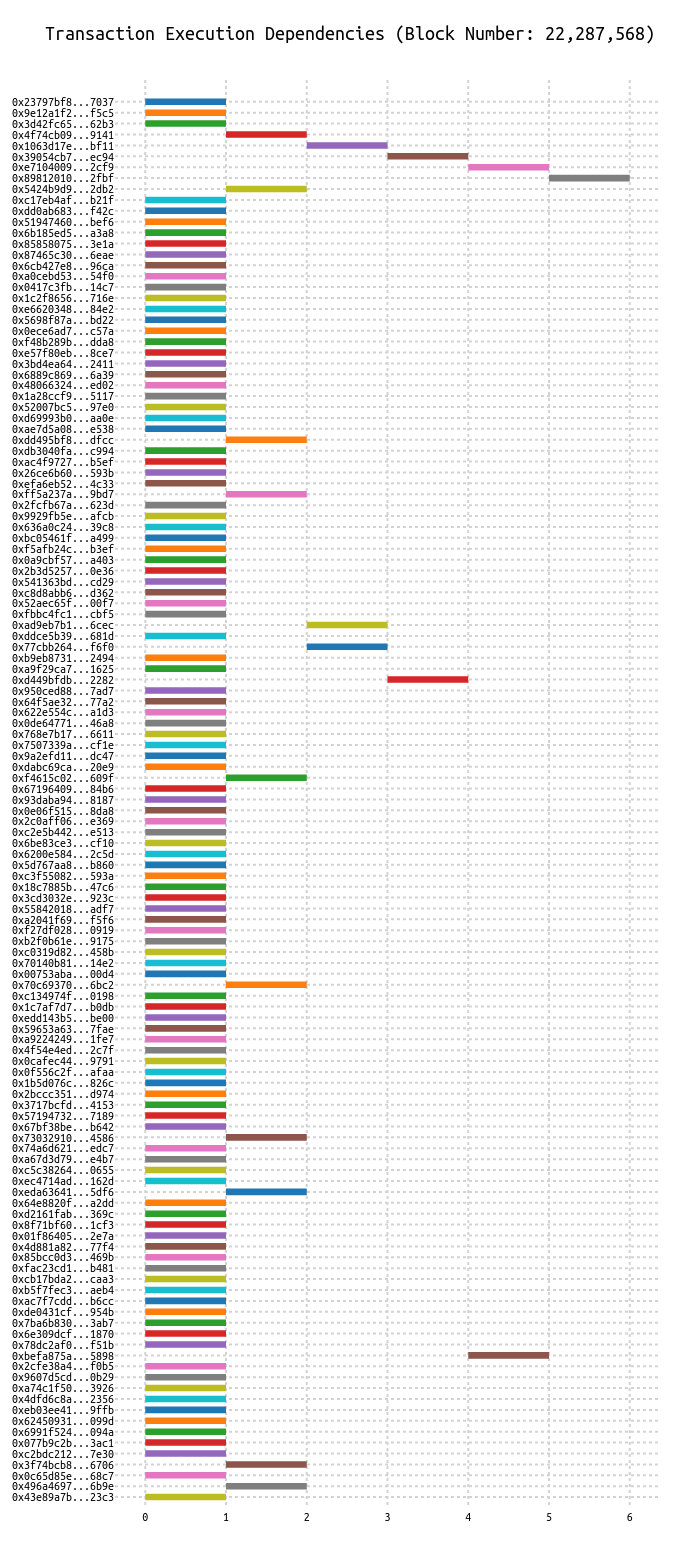 Transaction Execution Dependencies (Block Number: 22,287,568)
0x23797bf8...7037
0x9e12a1f2...f5c5
0x3d42fc65...62b3
0x4f74cb09...9141
0x1063d17e...bf11
0x39054cb7...ec94
0xe7104009...2cf9
0x89812010...2fbf
0x5424b9d9...2db2
0xc17eb4af...b21f
0xdd0ab683...f42c
0x51947460...bef6
0x6b185ed5...a3a8
0x85858075...3e1a
0x87465c30...6eae
0x6cb427e8...96ca
0xa0cebd53...54f0
0x0417c3fb...14c7
0x1c2f8656...716e
0xe6620348...84e2
0x5698f87a...bd22
0x0ece6ad7...c57a
0xf48b289b...dda8
0xe57f80eb...8ce7
0x3bd4ea64...2411
0x6889c869...6a39
0x48066324...ed02
0x1a28ccf9...5117
0x52007bc5...97e0
0xd69993b0...aa0e
0xae7d5a08...e538
0xdd495bf8...dfcc
0xdb3040fa...c994
0xac4f9727...b5ef
0x26ce6b60...593b
0xefa6eb52...4c33
0xff5a237a...9bd7
0x2fcfb67a...623d
0x9929fb5e...afcb
0x636a0c24...39c8
0xbc05461f...a499
0xf5afb24c...b3ef
0x0a9cbf57...a403
0x2b3d5257...0e36
0x541363bd...cd29
0xc8d8abb6...d362
0x52aec65f...00f7
0xfbbc4fc1...cbf5
0xad9eb7b1...6cec
0xddce5b39...681d
0x77cbb264...f6f0
0xb9eb8731...2494
0xa9f29ca7...1625
0xd449bfdb...2282
0x950ced88...7ad7
0x64f5ae32...77a2
0x622e554c...a1d3
0x0de64771...46a8
0x768e7b17...6611
0x7507339a...cf1e
0x9a2efd11...dc47
0xdabc69ca...20e9
0xf4615c02...609f
0x67196409...84b6
0x93daba94...8187
0x0e06f515...8da8
0x2c0aff06...e369
0xc2e5b442...e513
0x6be83ce3...cf10
0x6200e584...2c5d
0x5d767aa8...b860
0xc3f55082...593a
0x18c7885b...47c6
0x3cd3032e...923c
0x55842018...adf7
0xa2041f69...f5f6
0xf27df028...0919
0xb2f0b61e...9175
0xc0319d82...458b
0x70140b81...14e2
0x00753aba...00d4
0x70c69370...6bc2
0xc134974f...0198
0x1c7af7d7...b0db
0xedd143b5...be00
0x59653a63...7fae
0xa9224249...1fe7
0x4f54e4ed...2c7f
0x0cafec44...9791
0x0f556c2f...afaa
0x1b5d076c...826c
0x2bccc351...d974
0x3717bcfd...4153
0x57194732...7189
0x67bf38be...b642
0x73032910...4586
0x74a6d621...edc7
0xa67d3d79...e4b7
0xc5c38264...0655
0xec4714ad...162d
0xeda63641...5df6
0x64e8820f...a2dd
0xd2161fab...369c
0x8f71bf60...1cf3
0x01f86405...2e7a
0x4d881a82...77f4
0x85bcc0d3...469b
0xfac23cd1...b481
0xcb17bda2...caa3
0xb5f7fec3...aeb4
0xac7f7cdd...b6cc
0xde0431cf...954b
0x7ba6b830...3ab7
0x6e309dcf...1870
0x78dc2af0...f51b
0xbefa875a...5898
0x2cfe38a4...f0b5
0x9607d5cd...0b29
0xa74c1f50...3926
0x4dfd6c8a...2356
0xeb03ee41...9ffb
0x62450931...099d
0x6991f524...094a
0x077b9c2b...3ac1
0xc2bdc212...7e30
0x3f74bcb8...6706
0x0c65d85e...68c7
0x496a4697...6b9e
0x43e89a7b...23c3
0 1 2 3 4 5 6